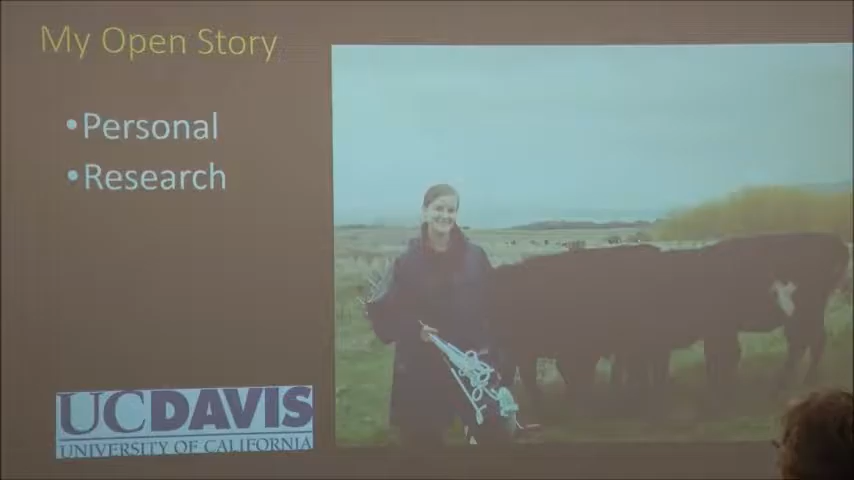 My Open Story
•Personal
•Research
UCDAVIS
UNIVERSITY OF CALIFORNIA